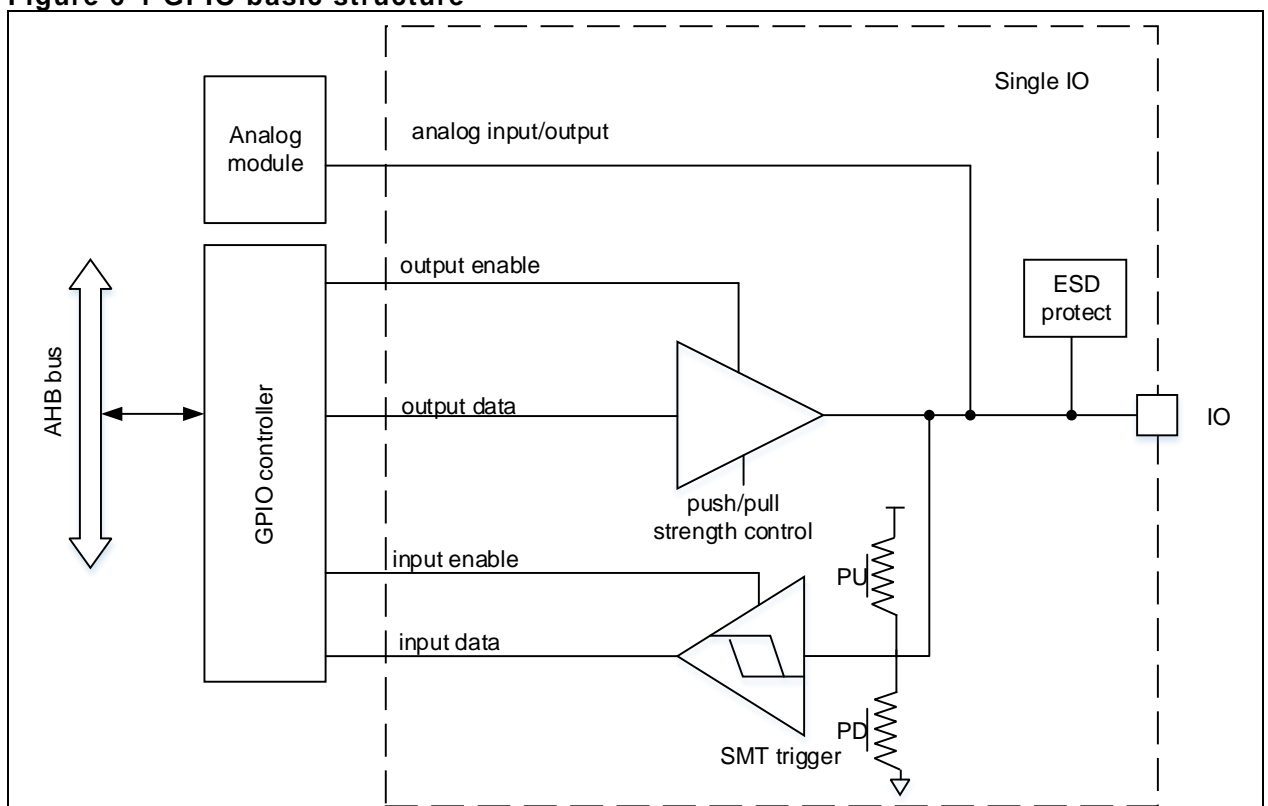 Figure 6-1 GPIO basic structure
Single IO
Analog
module
analog input/output
output enable
ESD
protect
AHB bus
GPIO controller
output data
IO
push/pull
strength control
input enable
PU
input data
PD
SMT trigger